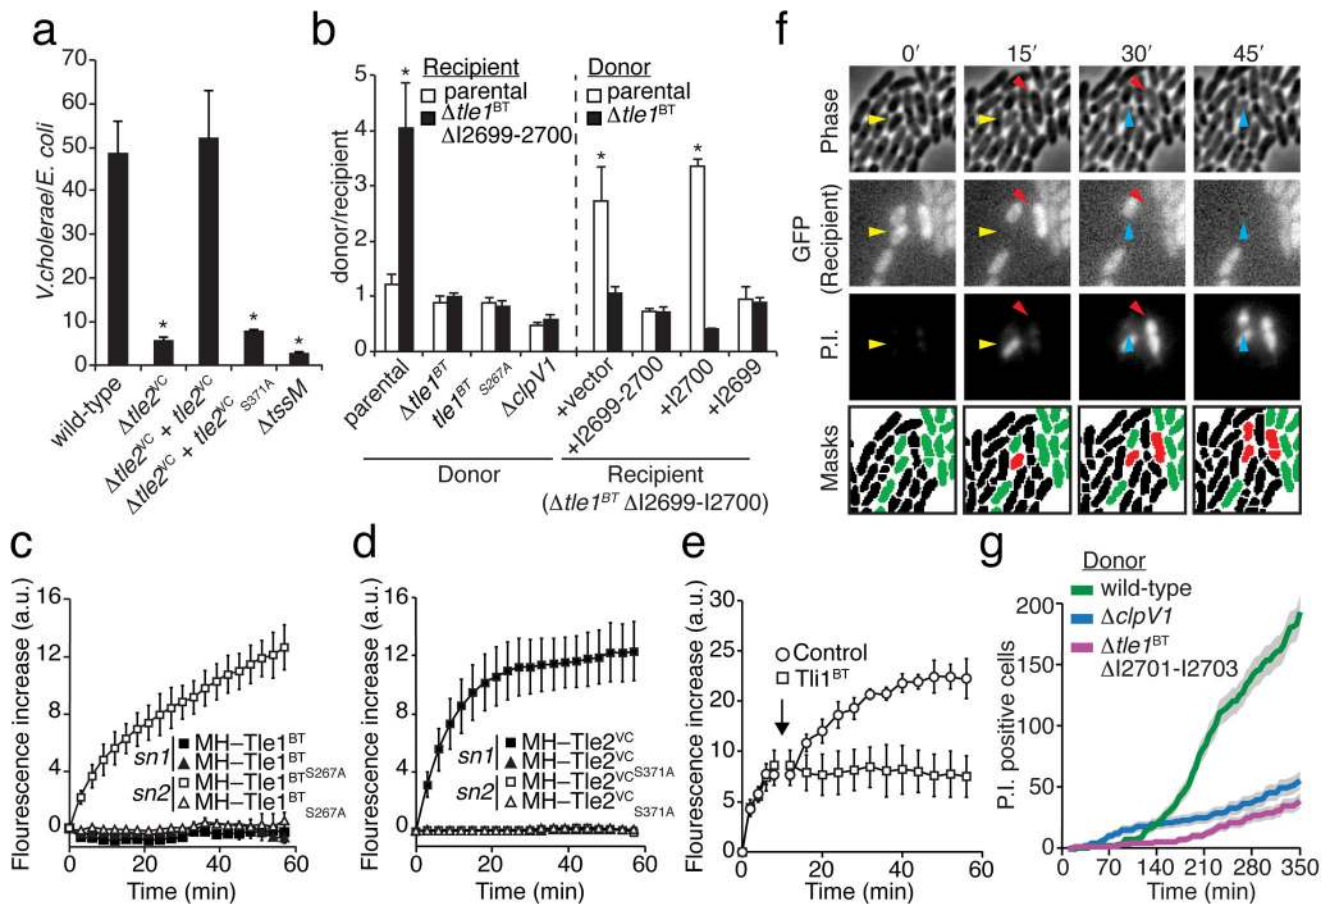 a
V.cholerae/E. coli
70
60
50
40
30
20
10
0
wild-type
Δtle2VC
Δtle2VC + tle2VC
Δtle2VC + tle2VC S371A
ΔtssM
b
donor/recipient
5
4
3
2
1
0
Recipient
parental
Δtle1BT
ΔI2699-2700
Donor
parental
Δtle1BT
*
*
*
*
*
*
parental
Δtle1BT
tle1BT S267A
ΔclpV1
+vector
+I2699-2700
+I2700
+I2699
Donor
Recipient
(Δtle1BT ΔI2699-I2700)
f
0′ 15′ 30′ 45′
Phase
GFP
(Recipient)
P.I.
Masks
c
Flourescence increase (a.u.)
16
12
8
4
0
sn1
MH–Tle1BT
MH–Tle1BT S267A
sn2
MH–Tle1BT
MH–Tle1BT S267A
0 20 40 60
Time (min)
d
Flourescence increase (a.u.)
16
12
8
4
0
sn1
MH–Tle2VC
MH–Tle2VC S371A
sn2
MH–Tle2VC
MH–Tle2VC S371A
0 20 40 60
Time (min)
e
Flourescence increase (a.u.)
30
22
10
5
0
Control
Tli1BT
0 20 40 60
Time (min)
g
Donor
wild-type
ΔclpV1
Δtle1BT
ΔI2701-I2703
P.I. positive cells
200
150
100
50
0
0 70 140 210 280 350
Time (min)